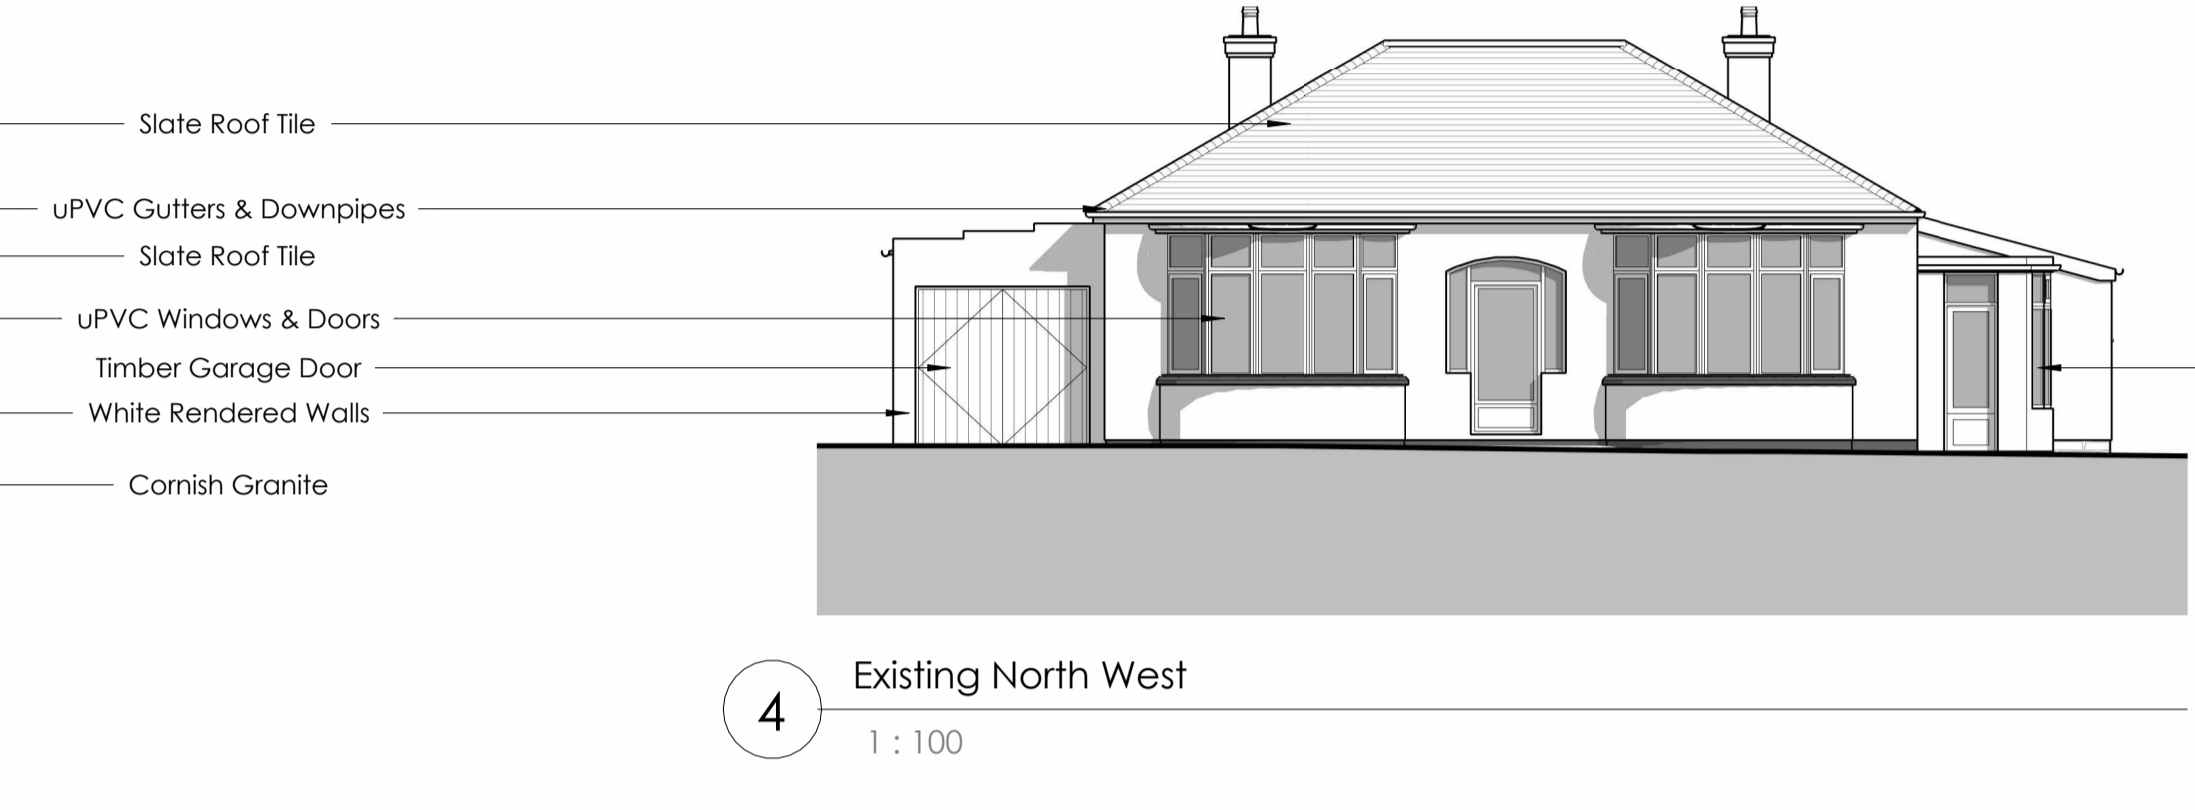 Slate Roof Tile
uPVC Gutters & Downpipes
Slate Roof Tile
uPVC Windows & Doors
Timber Garage Door
White Rendered Walls
Cornish Granite
4
Existing North West
1 : 100